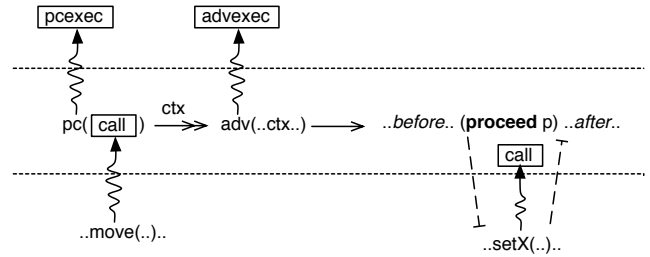 pcexec advexec
ctx
pc( call ) adv(..ctx..) ..before.. (proceed p) ..after..
call
..move(..)..
..setX(..)..